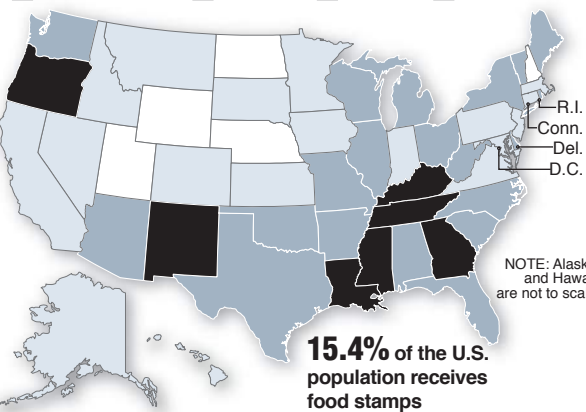 R.I.
Conn.
Del.
D.C.
NOTE: Alask
and Hawa
are not to sca
15.4% of the U.S.
population receives
food stamps